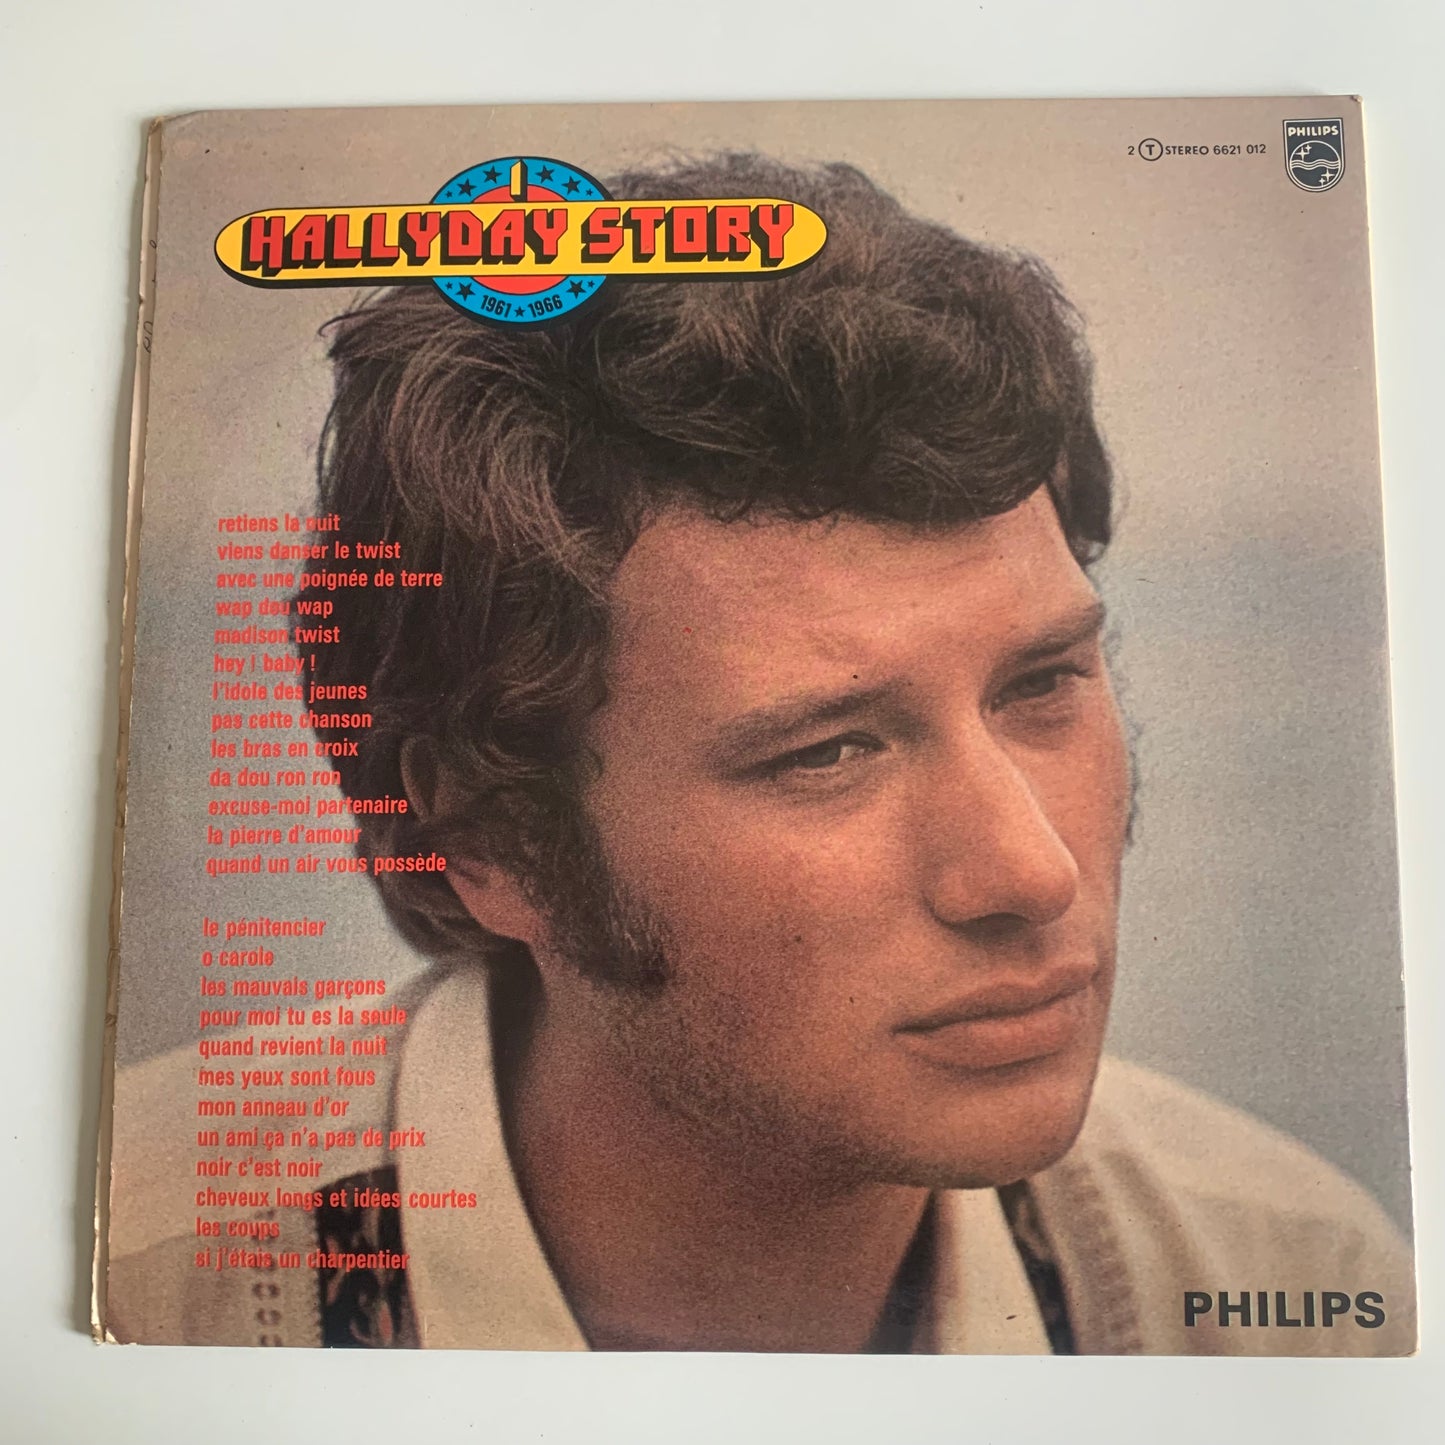 2 T STEREO 6621 012
PHILIPS
1
HALLYDAY STORY
1961 ★ 1966
retiens la nuit
viens danser le twist
avec une poignée de terre
wap dou wap
madison twist
hey ! baby !
l'idole des jeunes
pas cette chanson
les bras en croix
da dou ron ron
excuse-moi partenaire
la pierre d'amour
quand un air vous possède
le pénitencier
o carole
les mauvais garçons
pour moi tu es la seule
quand revient la nuit
mes yeux sont fous
mon anneau d'or
un ami ça n'a pas de prix
noir c'est noir
cheveux longs et idées courtes
les coups
si j'étais un charpentier
PHILIPS